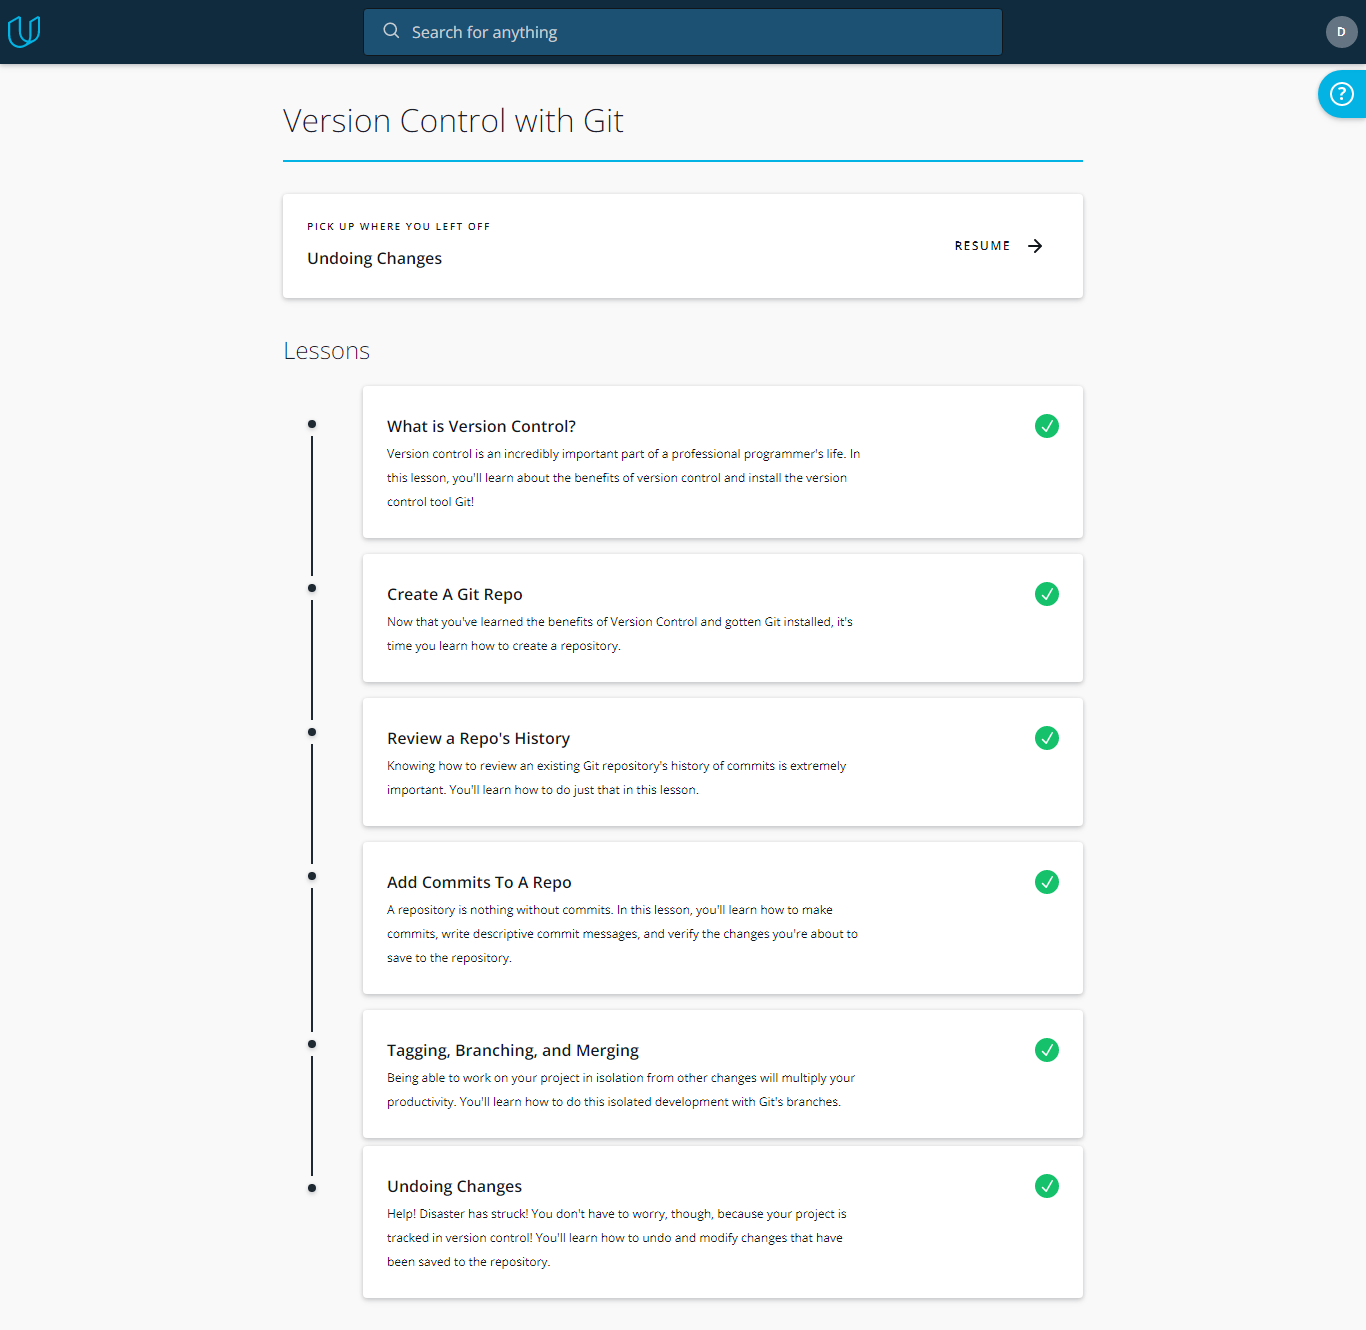 Search for anything
D
?
Version Control with Git
PICK UP WHERE YOU LEFT OFF
Undoing Changes
RESUME
Lessons
What is Version Control?
Version control is an incredibly important part of a professional programmer's life. In
this lesson, you'll learn about the benefits of version control and install the version
control tool Git!
Create A Git Repo
Now that you've learned the benefits of Version Control and gotten Git installed, it's
time you learn how to create a repository.
Review a Repo's History
Knowing how to review an existing Git repository's history of commits is extremely
important. You'll learn how to do just that in this lesson.
Add Commits To A Repo
A repository is nothing without commits. In this lesson, you'll learn how to make
commits, write descriptive commit messages, and verify the changes you're about to
save to the repository.
Tagging, Branching, and Merging
Being able to work on your project in isolation from other changes will multiply your
productivity. You'll learn how to do this isolated development with Git's branches.
Undoing Changes
Help! Disaster has struck! You don't have to worry, though, because your project is
tracked in version control! You'll learn how to undo and modify changes that have
been saved to the repository.